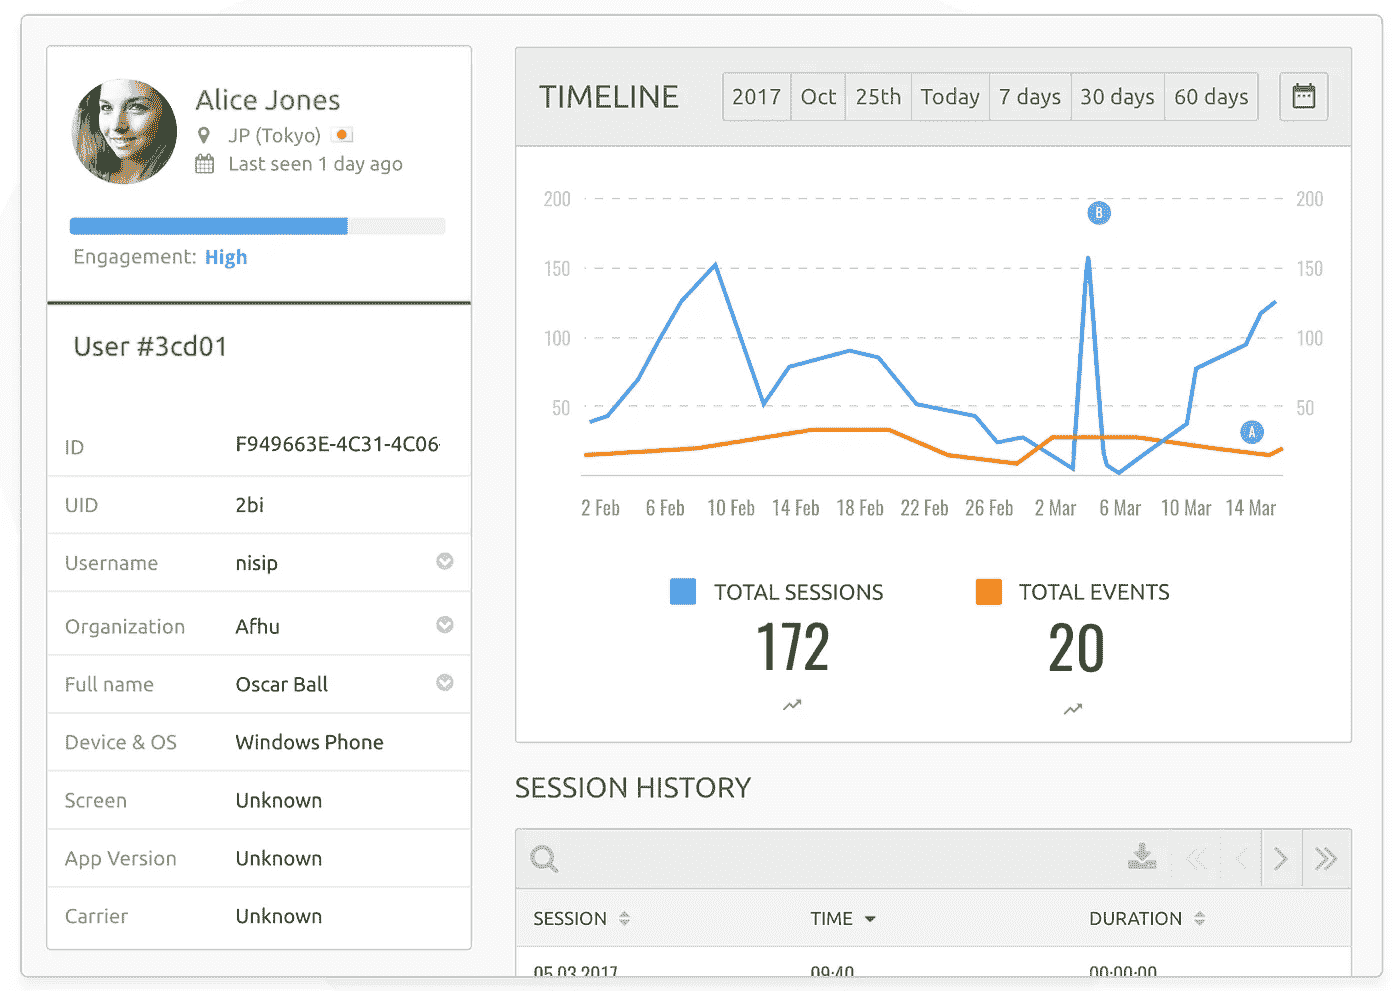 Alice Jones
JP (Tokyo)
Last seen 1 day ago
Engagement: High
User #3cd01
ID F949663E-4C31-4C06-
UID 2bi
Username nisip
Organization Afhu
Full name Oscar Ball
Device & OS Windows Phone
Screen Unknown
App Version Unknown
Carrier Unknown
TIMELINE 2017 Oct 25th Today 7 days 30 days 60 days
200 200
B
150 150
100 100
50 50
A
2 Feb 6 Feb 10 Feb 14 Feb 18 Feb 22 Feb 26 Feb 2 Mar 6 Mar 10 Mar 14 Mar
TOTAL SESSIONS TOTAL EVENTS
172 20
SESSION HISTORY
SESSION TIME DURATION
05.03.2017 09:40 00:00:00